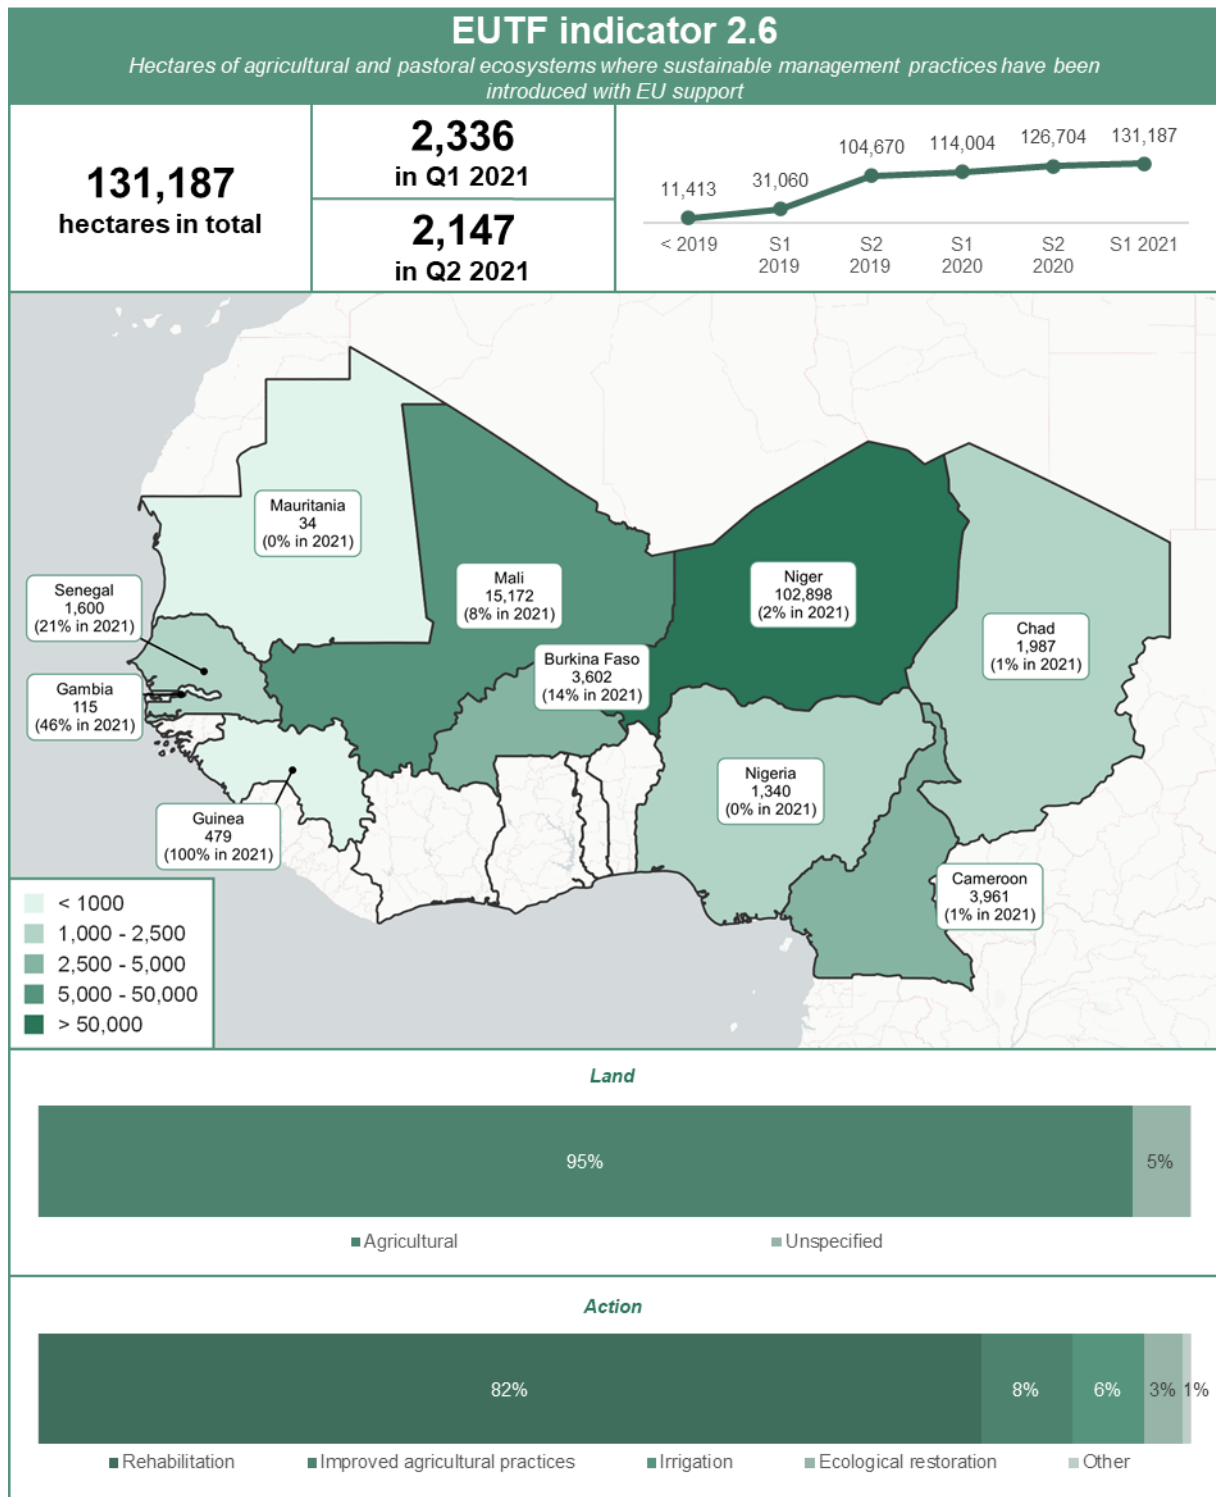 EUTF indicator 2.6
Hectares of agricultural and pastoral ecosystems where sustainable management practices have been
introduced with EU support
131,187
hectares in total
2,336
in Q1 2021
2,147
in Q2 2021
11,413
31,060
104,670
114,004
126,704
131,187
< 2019
S1
2019
S2
2019
S1
2020
S2
2020
S1 2021
Mauritania
34
(0% in 2021)
Mali
15,172
(8% in 2021)
Niger
102,898
(2% in 2021)
Senegal
1,600
(21% in 2021)
Chad
1,987
(1% in 2021)
Burkina Faso
3,602
(14% in 2021)
Gambia
115
(46% in 2021)
Nigeria
1,340
(0% in 2021)
Guinea
479
(100% in 2021)
Cameroon
3,961
(1% in 2021)
< 1000
1,000 - 2,500
2,500 - 5,000
5,000 - 50,000
> 50,000
Land
95%
5%
Agricultural
Unspecified
Action
82%
8%
6%
3%
1%
Rehabilitation
Improved agricultural practices
Irrigation
Ecological restoration
Other